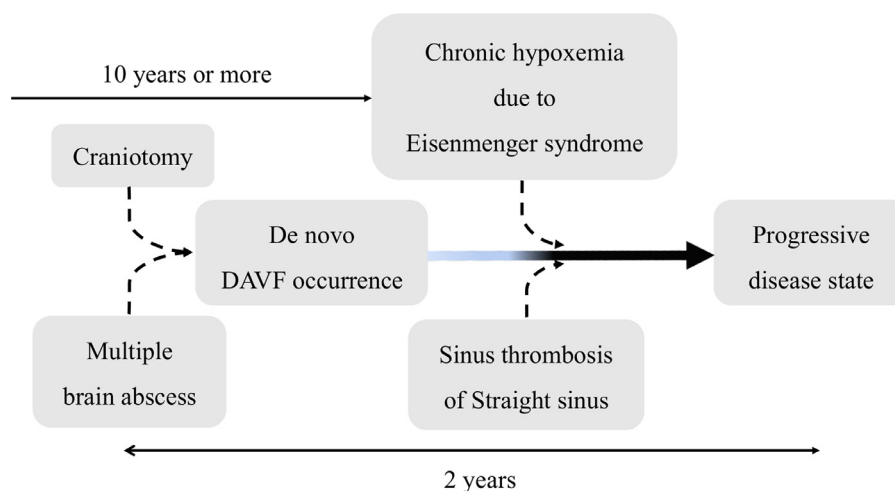 10 years or more
Chronic hypoxemia
due to
Eisenmenger syndrome
Craniotomy
De novo
DAVF occurrence
Progressive
disease state
Multiple
brain abscess
Sinus thrombosis
of Straight sinus
2 years